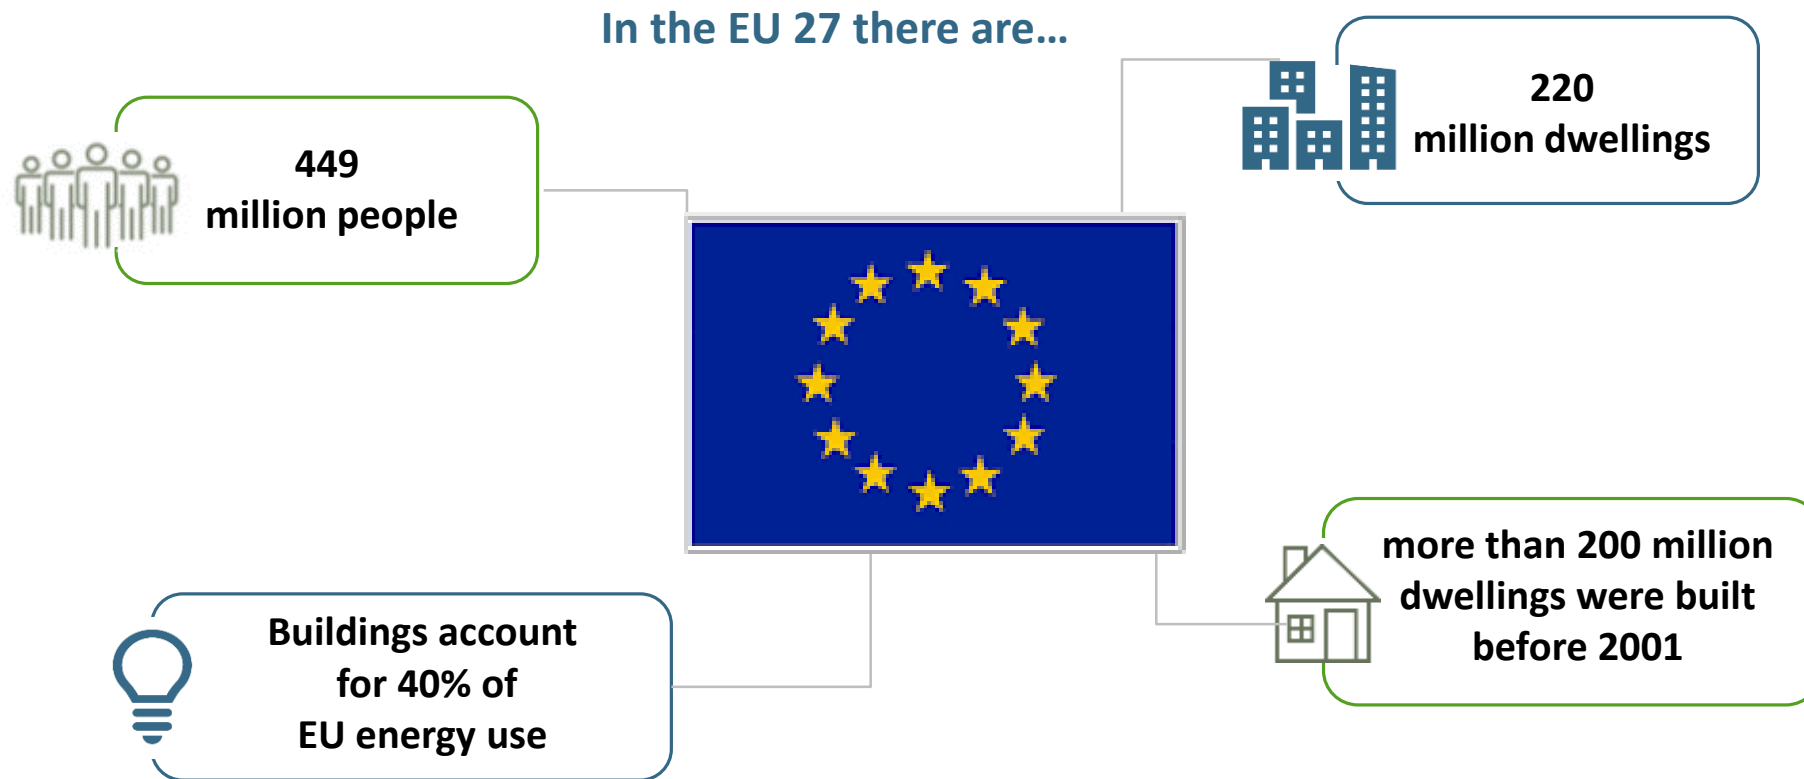 In the EU 27 there are…
449
million people
220
million dwellings
Buildings account
for 40% of
EU energy use
more than 200 million
dwellings were built
before 2001